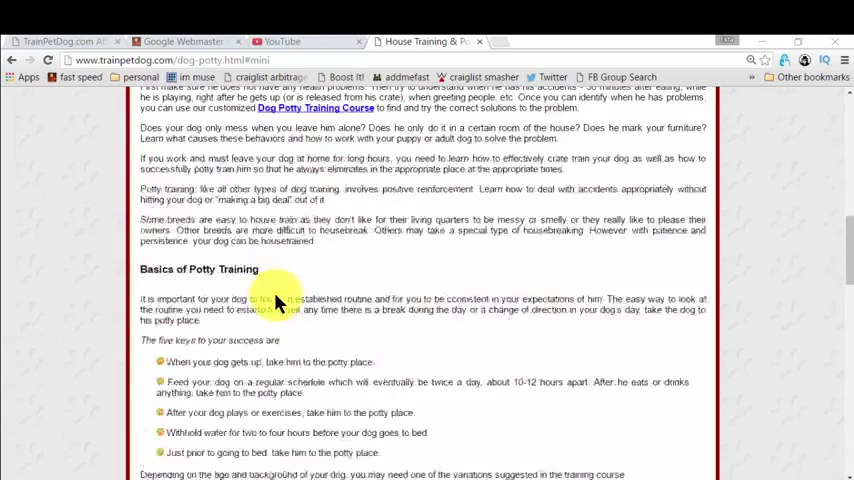 TrainPetDog.com Aff
Google Webmaster
YouTube
House Training & Po
www.trainpetdog.com/dog-potty.html#mini
Apps
fast speed
personal
im muse
craiglist arbitrage
Boost It!
addmefast
craiglist smasher
Twitter
FB Group Search
»
Other bookmarks
First make sure he does not have any health problems. Then try to understand when he has his accidents - 30 minutes after eating, while
he is playing, right after he gets up (or is released from his crate), when greeting people, etc. Once you can identify when he has problems,
you can use our customized Dog Potty Training Course to find and try the correct solutions to the problem.
Does your dog only mess when you leave him alone? Does he only do it in a certain room of the house? Does he mark your furniture?
Learn what causes these behaviors and how to work with your puppy or adult dog to solve the problem.
If you work and must leave your dog at home for long hours, you need to learn how to effectively crate train your dog as well as how to
successfully potty train him so that he always eliminates in the appropriate place at the appropriate times.
Potty training, like all other types of dog training, involves positive reinforcement. Learn how to deal with accidents appropriately without
hitting your dog or "making a big deal" out of it
Some breeds are easy to house train as they don't like for their living quarters to be messy or smelly or they really like to please their
owners. Other breeds are more difficult to housebreak. Others may take a special type of housebreaking. However with patience and
persistence your dog can be housetrained
Basics of Potty Training
It is important for your dog to established routine and for you to be consistent in your expectations of him. The easy way to look at
the routine you need to any time there is a break during the day or a change of direction in your dog's day, take the dog to
his potty place
The five keys to your success are
When your dog gets up, take him to the potty place.
Feed your dog on a regular schedule which will eventually be twice a day, about 10-12 hours apart. After he eats or drinks
anything, take him to the potty place.
After your dog plays or exercises, take him to the potty place.
Withhold water for two to four hours before your dog goes to bed
Just prior to going to bed, take him to the potty place.
Depending on the age and background of your dog, you may need one of the variations suggested in the training course